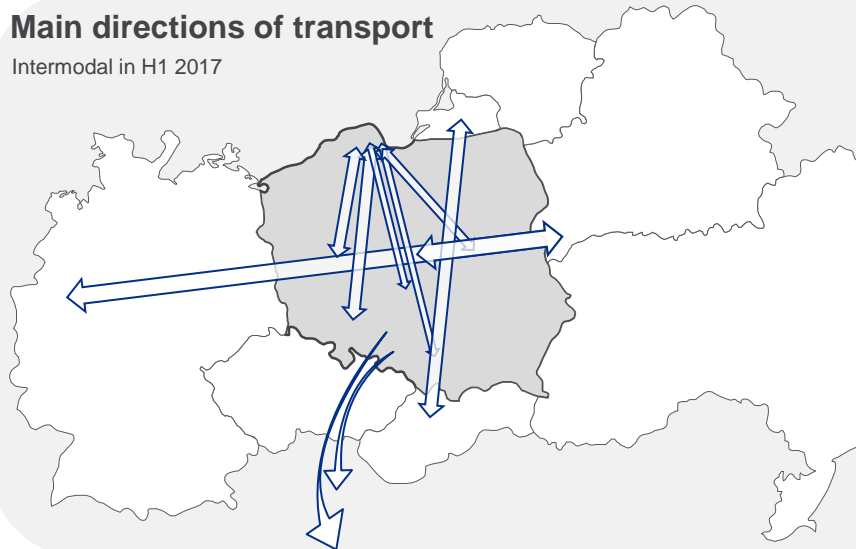 Main directions of transport
Intermodal in H1 2017